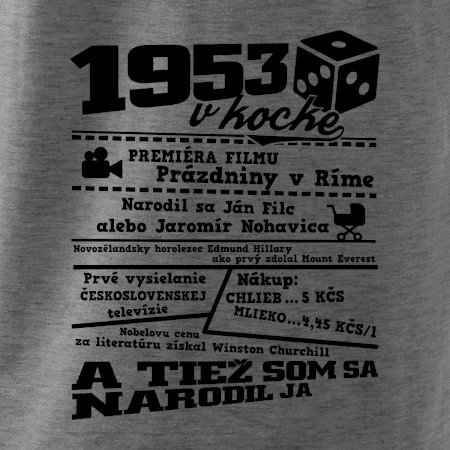 1953
v kocke
PREMIÉRA FILMU
Prázdniny v Ríme
Narodil sa Ján Filc
alebo Jaromír Nohavica
Novozélandsky horolezec Edmund Hillary
ako prvý zdolal Mount Everest
Prvé vysielanie
ČESKOSLOVENSKEJ
televízie
Nákup:
CHLIEB...5 KČS
MLIEKO...4,45 KČS/l
Nobelovu cenu
za literatúru získal Winston Churchill
A TIEŽ SOM SA
NARODIL JA